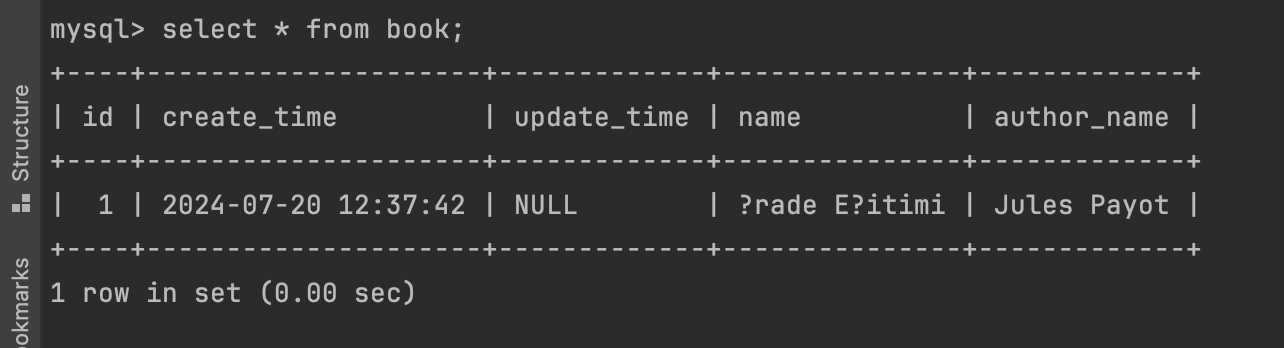 mysql> select * from book;
+----+---------------------+-------------+---------------+-------------+
| id | create_time         | update_time | name          | author_name |
+----+---------------------+-------------+---------------+-------------+
|  1 | 2024-07-20 12:37:42 | NULL        | ?rade E?itimi | Jules Payot |
+----+---------------------+-------------+---------------+-------------+
1 row in set (0.00 sec)
Structure